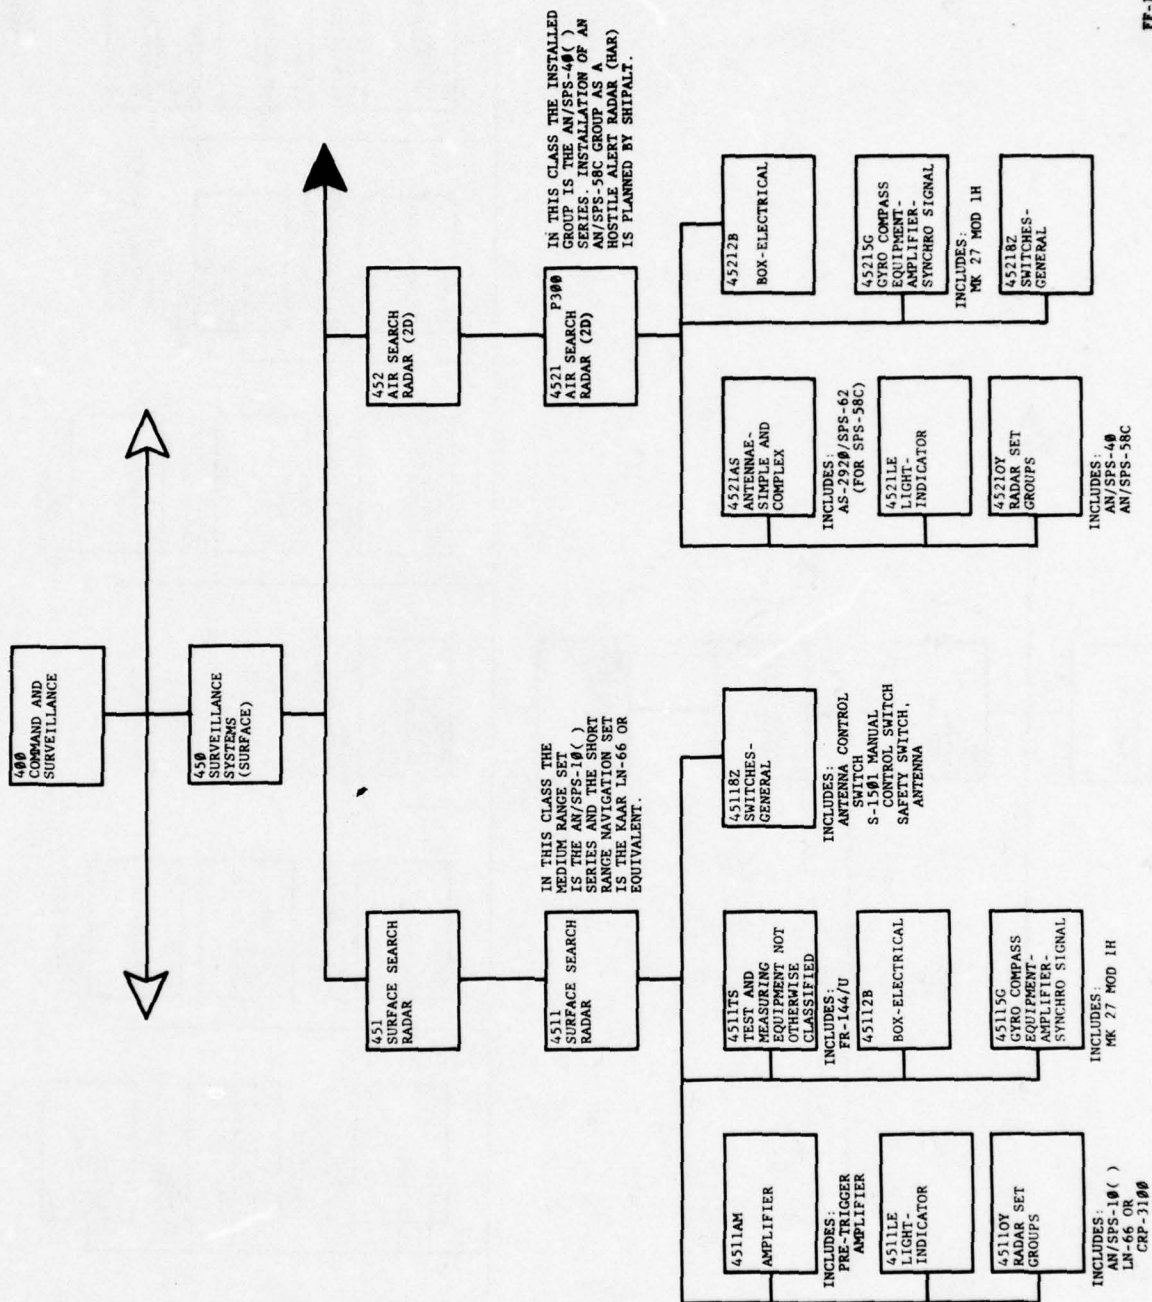 400
COMMAND AND
SURVEILLANCE
450
SURVEILLANCE
SYSTEMS
(SURFACE)
451
SURFACE SEARCH
RADAR
452
AIR SEARCH
RADAR (2D)
4511
SURFACE SEARCH
RADAR
IN THIS CLASS THE
MEDIUM RANGE SET
IS THE AN/SPS-10( )
SERIES AND THE SHORT
RANGE NAVIGATION SET
IS THE KAAR LN-66 OR
EQUIVALENT.
4521 P300
AIR SEARCH
RADAR (2D)
IN THIS CLASS THE INSTALLED
GROUP IS THE AN/SPS-40( )
SERIES. INSTALLATION OF AN
AN/SPS-58C GROUP AS A
HOSTILE ALERT RADAR (HAR)
IS PLANNED BY SHIPALT.
4511AM
AMPLIFIER
INCLUDES:
PRE-TRIGGER
AMPLIFIER
4511LE
LIGHT-
INDICATOR
4511OY
RADAR SET
GROUPS
INCLUDES:
AN/SPS-10( )
LN-66 OR
CRP-3100
4511TS
TEST AND
MEASURING
EQUIPMENT NOT
OTHERWISE
CLASSIFIED
INCLUDES:
FR-144/U
45112B
BOX-ELECTRICAL
45115G
GYRO COMPASS
EQUIPMENT-
AMPLIFIER-
SYNCHRO SIGNAL
INCLUDES:
MK 27 MOD 1H
45118Z
SWITCHES-
GENERAL
INCLUDES:
ANTENNA CONTROL
SWITCH
S-1501 MANUAL
CONTROL SWITCH
SAFETY SWITCH,
ANTENNA
4521AS
ANTENNAE-
SIMPLE AND
COMPLEX
INCLUDES:
AS-2920/SPS-62
(FOR SPS-58C)
4521LE
LIGHT-
INDICATOR
4521OY
RADAR SET
GROUPS
INCLUDES:
AN/SPS-40
AN/SPS-58C
45212B
BOX-ELECTRICAL
45215G
GYRO COMPASS
EQUIPMENT-
AMPLIFIER-
SYNCHRO SIGNAL
INCLUDES:
MK 27 MOD 1H
45218Z
SWITCHES-
GENERAL